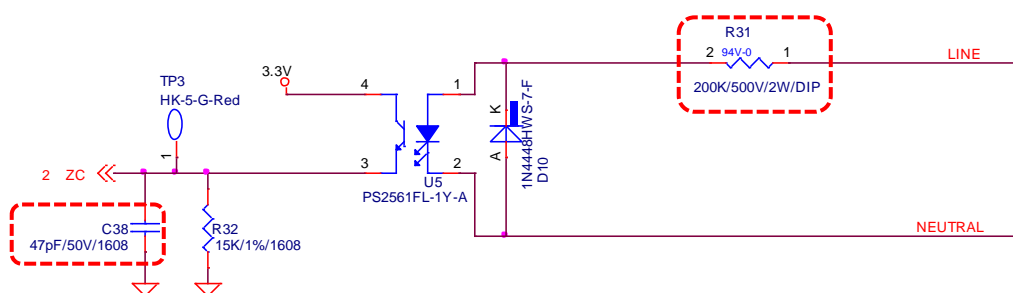 R31
2 94V-0 1
LINE
200K/500V/2W/DIP
3.3V
TP3
HK-5-G-Red
4
1
K
1N4448HWS-7-F
A
D10
1
3
2
2 ZC
U5
PS2561FL-1Y-A
C38
47pF/50V/1608
R32
15K/1%/1608
NEUTRAL